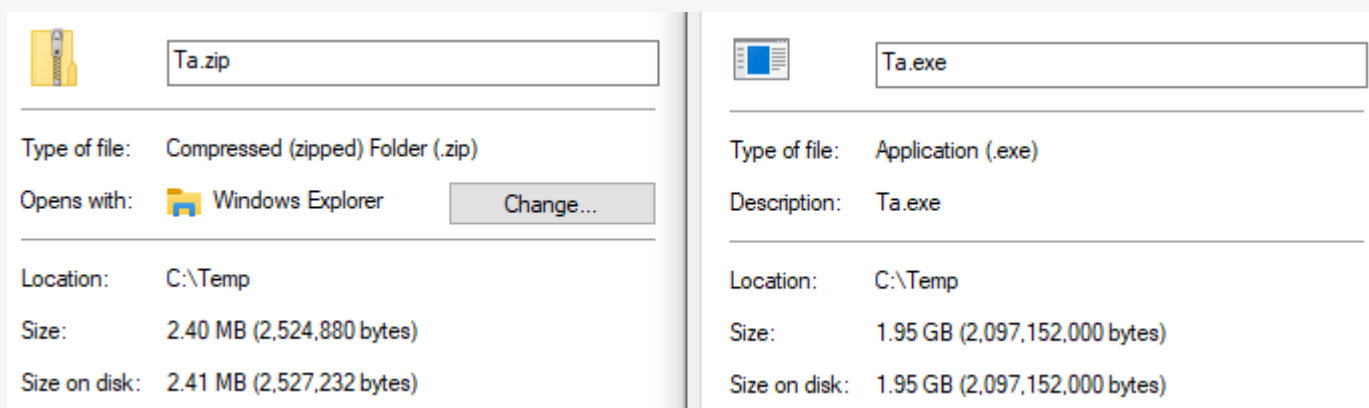 Ta.zip
Type of file: Compressed (zipped) Folder (.zip)
Opens with: Windows Explorer Change...
Location: C:\Temp
Size: 2.40 MB (2,524,880 bytes)
Size on disk: 2.41 MB (2,527,232 bytes)
Ta.exe
Type of file: Application (.exe)
Description: Ta.exe
Location: C:\Temp
Size: 1.95 GB (2,097,152,000 bytes)
Size on disk: 1.95 GB (2,097,152,000 bytes)